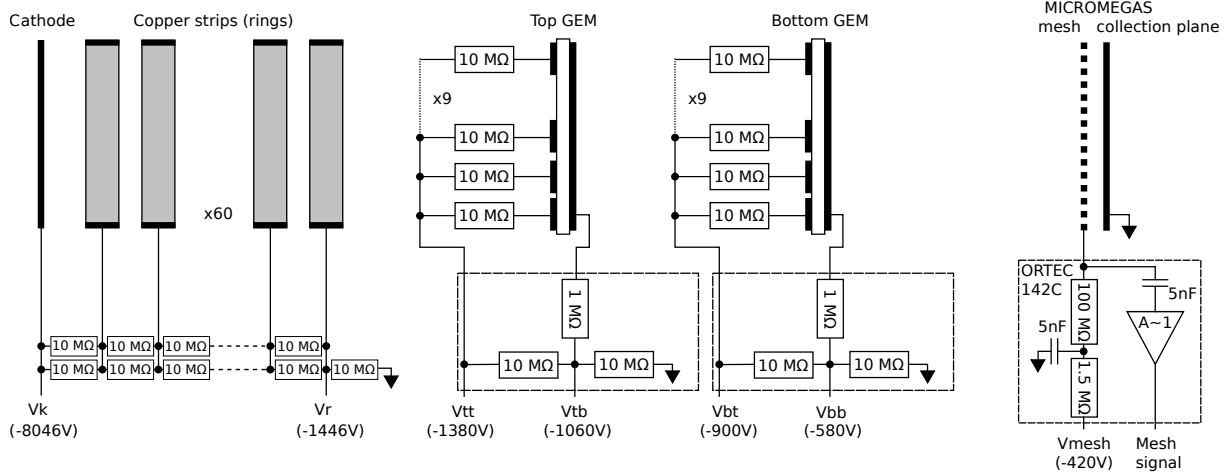 Cathode
Copper strips (rings)
Top GEM
Bottom GEM
MICROMEGAS
mesh collection plane
10 MΩ
x9
10 MΩ
10 MΩ
10 MΩ
10 MΩ
x9
10 MΩ
10 MΩ
10 MΩ
x60
1 MΩ
10 MΩ 10 MΩ
1 MΩ
10 MΩ 10 MΩ
ORTEC
142C
100 MΩ
5nF
5nF
A~1
1.5 MΩ
10 MΩ 10 MΩ 10 MΩ 10 MΩ
10 MΩ 10 MΩ 10 MΩ 10 MΩ 10 MΩ
Vk
(-8046V)
Vr
(-1446V)
Vtt
(-1380V)
Vtb
(-1060V)
Vbt
(-900V)
Vbb
(-580V)
Vmesh
(-420V)
Mesh
signal